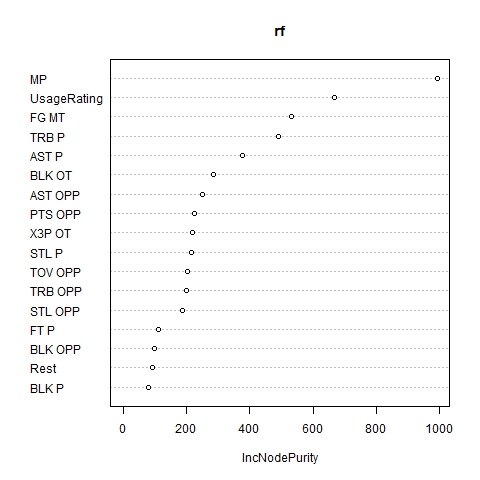 rf
MP
UsageRating
FG MT
TRB P
AST P
BLK OT
AST OPP
PTS OPP
X3P OT
STL P
TOV OPP
TRB OPP
STL OPP
FT P
BLK OPP
Rest
BLK P
0 200 400 600 800 1000
IncNodePurity